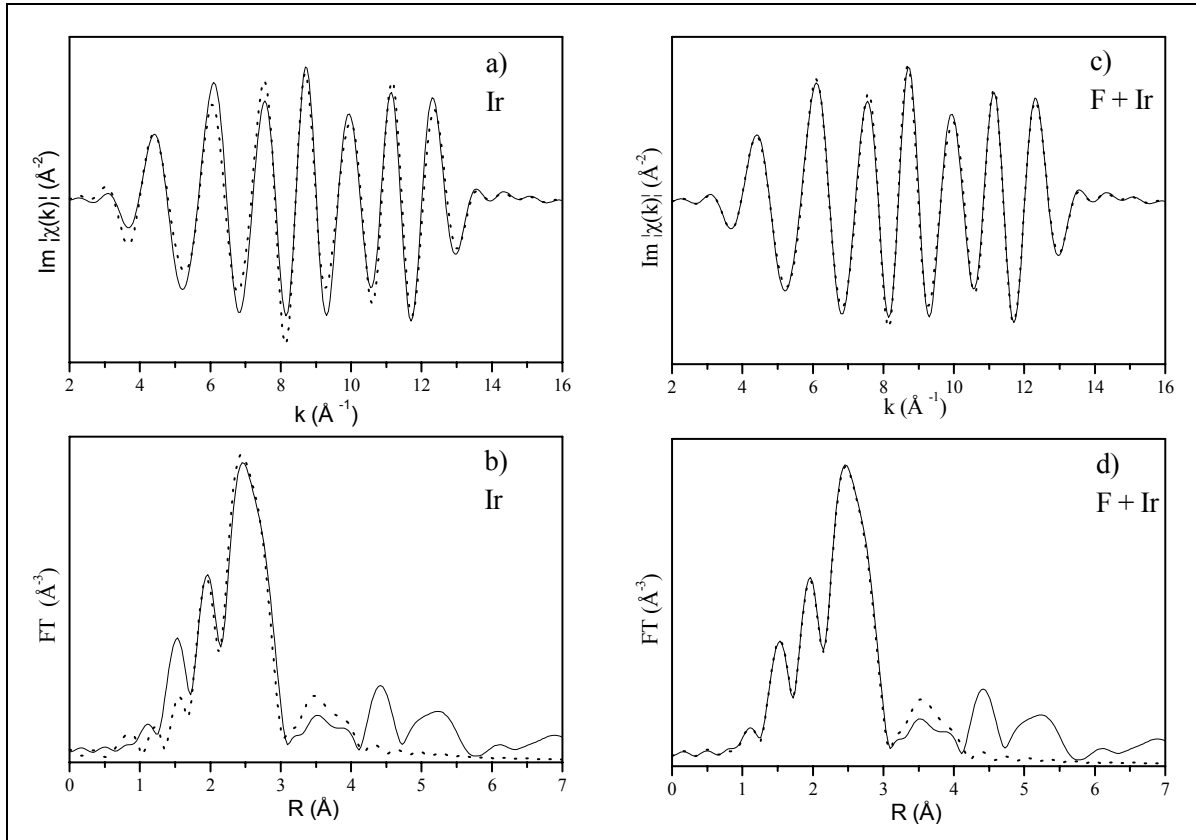 a)
Ir
Im ¦χ(k)¦ (Å⁻²)
2 4 6 8 10 12 14 16
k (Å⁻¹)
c)
F + Ir
Im ¦χ(k)¦ (Å⁻²)
2 4 6 8 10 12 14 16
k (Å⁻¹)
b)
Ir
FT (Å⁻³)
0 1 2 3 4 5 6 7
R (Å)
d)
F + Ir
FT (Å⁻³)
0 1 2 3 4 5 6 7
R (Å)